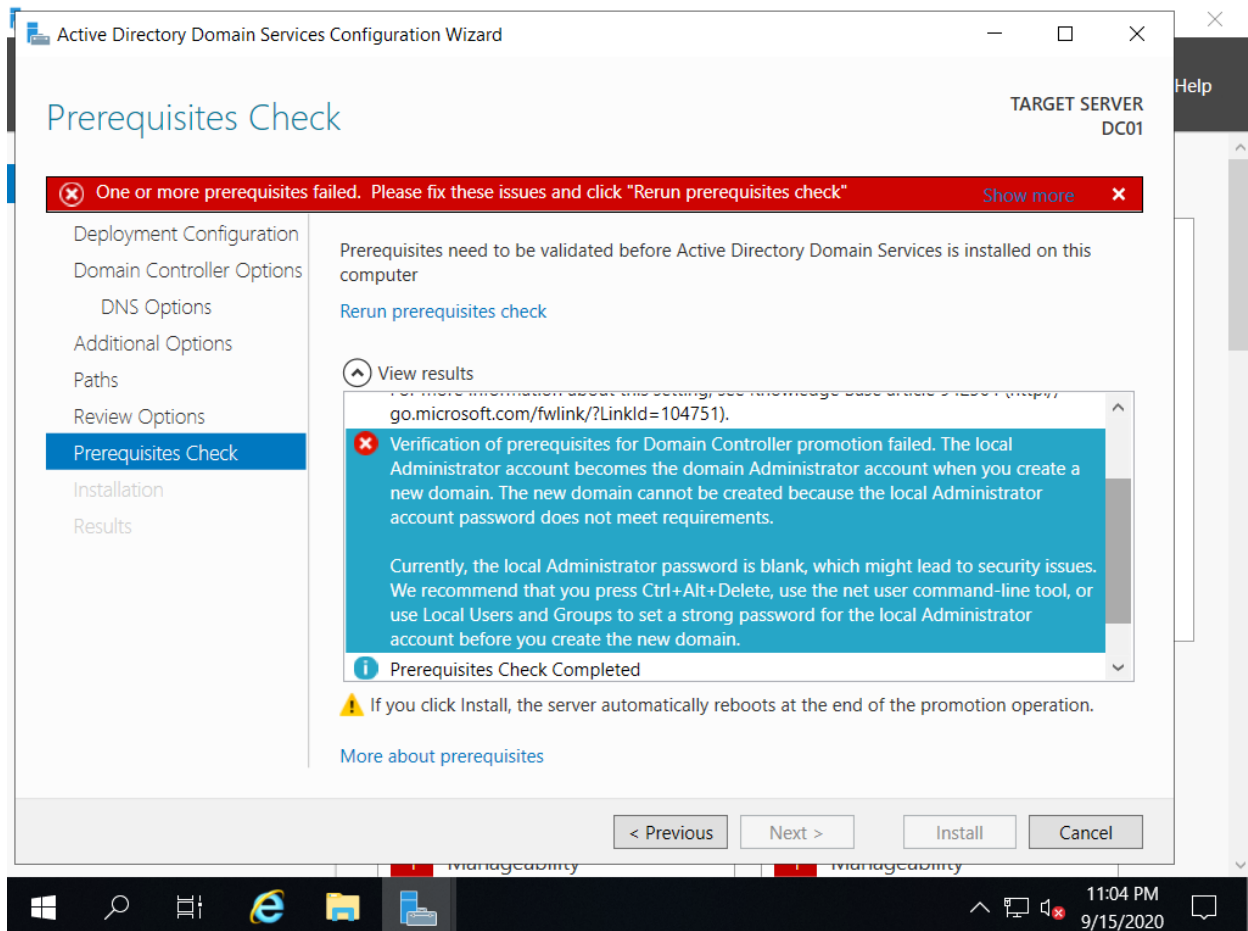 Active Directory Domain Services Configuration Wizard
Help
Prerequisites Check
TARGET SERVER
DC01
One or more prerequisites failed. Please fix these issues and click "Rerun prerequisites check"
Show more
Deployment Configuration
Domain Controller Options
DNS Options
Additional Options
Paths
Review Options
Prerequisites Check
Installation
Results
Prerequisites need to be validated before Active Directory Domain Services is installed on this
computer
Rerun prerequisites check
View results
go.microsoft.com/fwlink/?LinkId=104751).
Verification of prerequisites for Domain Controller promotion failed. The local
Administrator account becomes the domain Administrator account when you create a
new domain. The new domain cannot be created because the local Administrator
account password does not meet requirements.
Currently, the local Administrator password is blank, which might lead to security issues.
We recommend that you press Ctrl+Alt+Delete, use the net user command-line tool, or
use Local Users and Groups to set a strong password for the local Administrator
account before you create the new domain.
Prerequisites Check Completed
If you click Install, the server automatically reboots at the end of the promotion operation.
More about prerequisites
< Previous
Next >
Install
Cancel
Manageability
Manageability
11:04 PM
9/15/2020